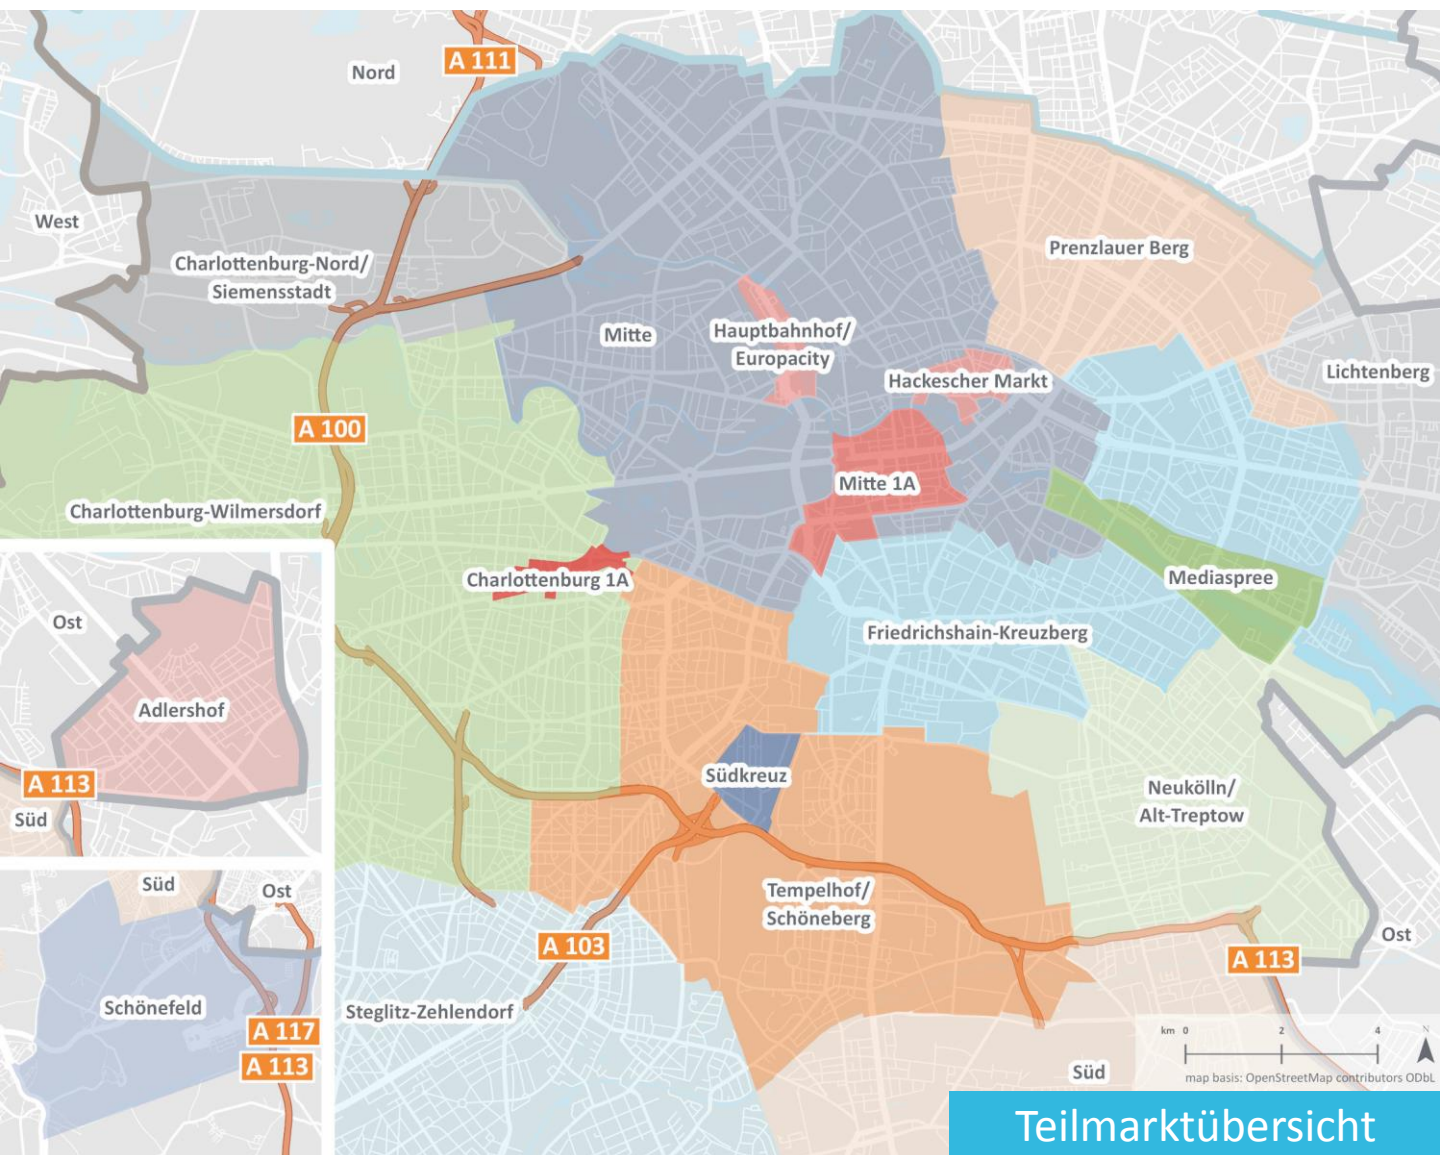 A 111
Nord
West
Prenzlauer Berg
Charlottenburg-Nord/
Siemensstadt
Mitte
Hauptbahnhof/
Europacity
Hackescher Markt
Lichtenberg
A 100
Mitte 1A
Charlottenburg-Wilmersdorf
Charlottenburg 1A
Mediaspree
Friedrichshain-Kreuzberg
Ost
Adlershof
A 113
Süd
Südkreuz
Neukölln/
Alt-Treptow
Süd
Ost
Tempelhof/
Schöneberg
A 103
Ost
A 113
Schönefeld
Steglitz-Zehlendorf
A 117
A 113
km 0 2 4 N
Süd
map basis: OpenStreetMap contributors ODbL
Teilmarktübersicht